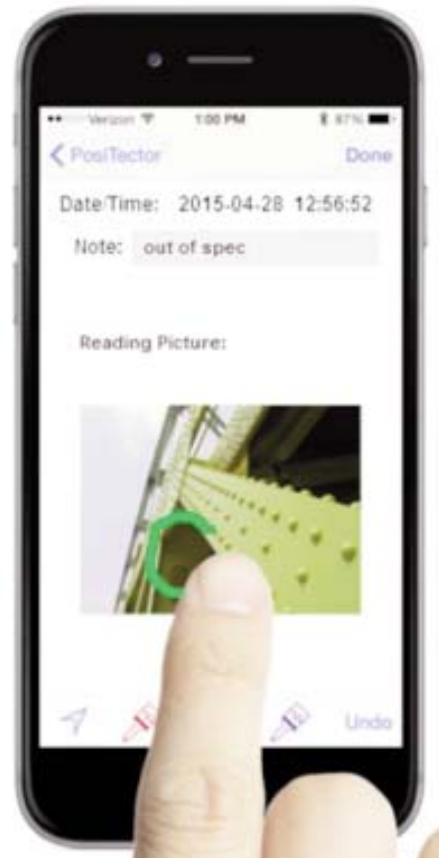 Verizon 1:00 PM 87%
PosiTector Done
Date/Time: 2015-04-28 12:56:52
Note: out of spec
Reading Picture:
Undo